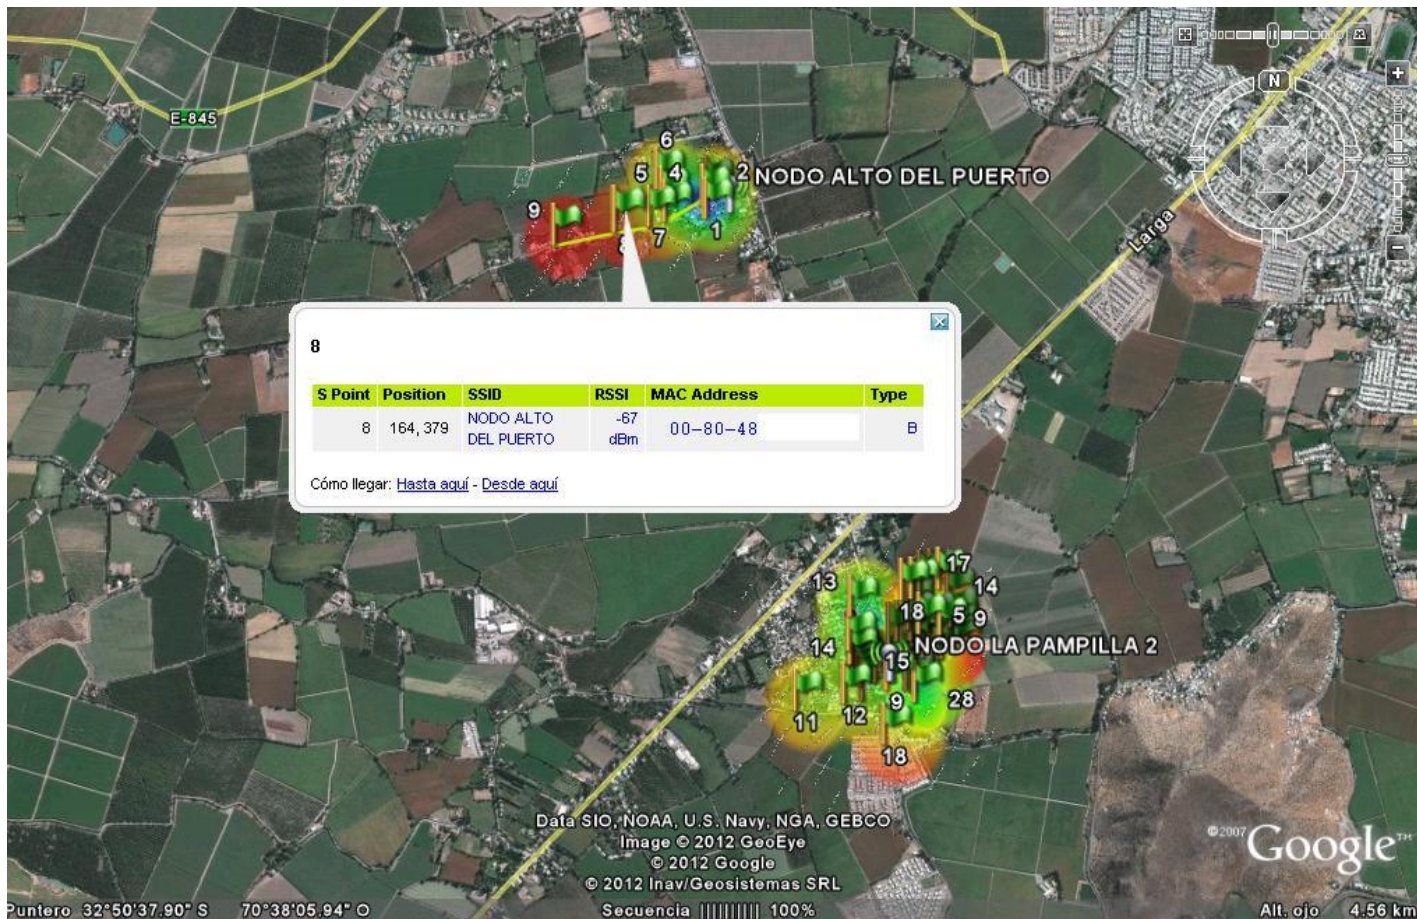 N
E-845
Larga
6
5
4
2
NODO ALTO DEL PUERTO
9
1
7
8
8
S Point Position SSID RSSI MAC Address Type
8 164, 379 NODO ALTO DEL PUERTO -67 dBm 00-80-48 B
Cómo llegar: Hasta aquí - Desde aquí
17
13
14
18
5
9
14
NODO LA PAMPILLA 2
15
9
28
11
12
18
Data SIO, NOAA, U.S. Navy, NGA, GEBCO
Image © 2012 GeoEye
© 2012 Google
© 2012 Inav/Geosistemas SRL
©2007 Google™
Puntero 32°50'37.90" S 70°38'05.94" O
Secuencia |||||||||| 100%
Alt. ojo 4.56 km